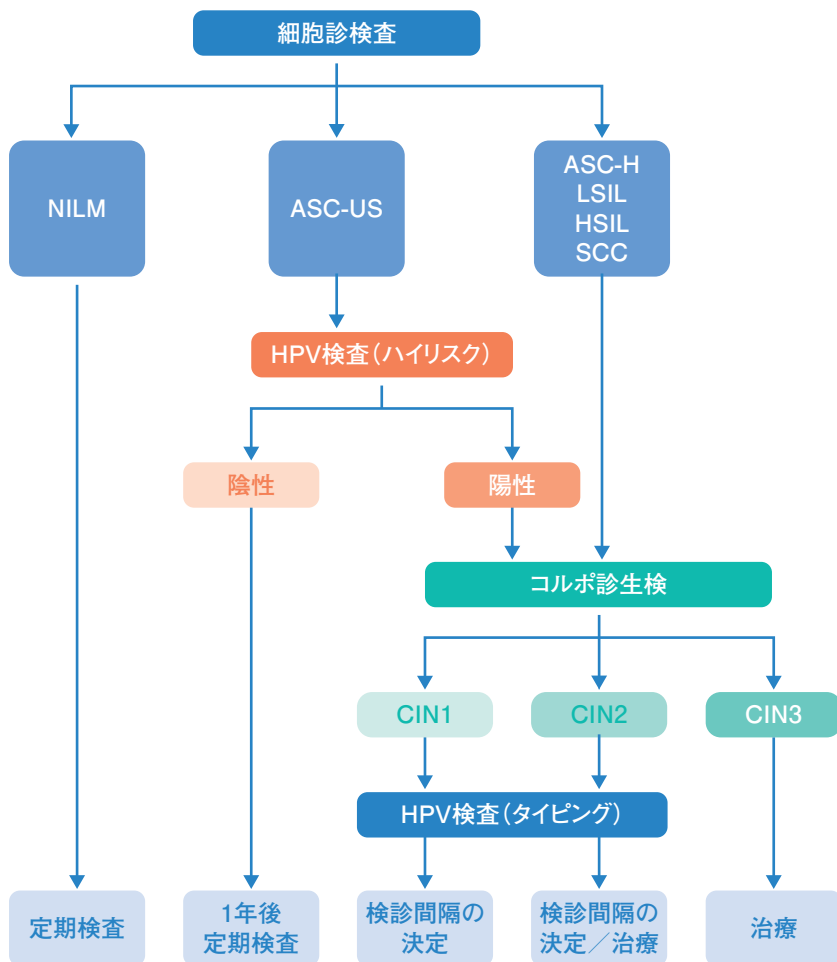 細胞診検査
NILM
ASC-US
ASC-H
LSIL
HSIL
SCC
HPV検査（ハイリスク）
陰性
陽性
コルポ診生検
CIN1
CIN2
CIN3
HPV検査（タイピング）
定期検査
1年後
定期検査
検診間隔の
決定
検診間隔の
決定／治療
治療